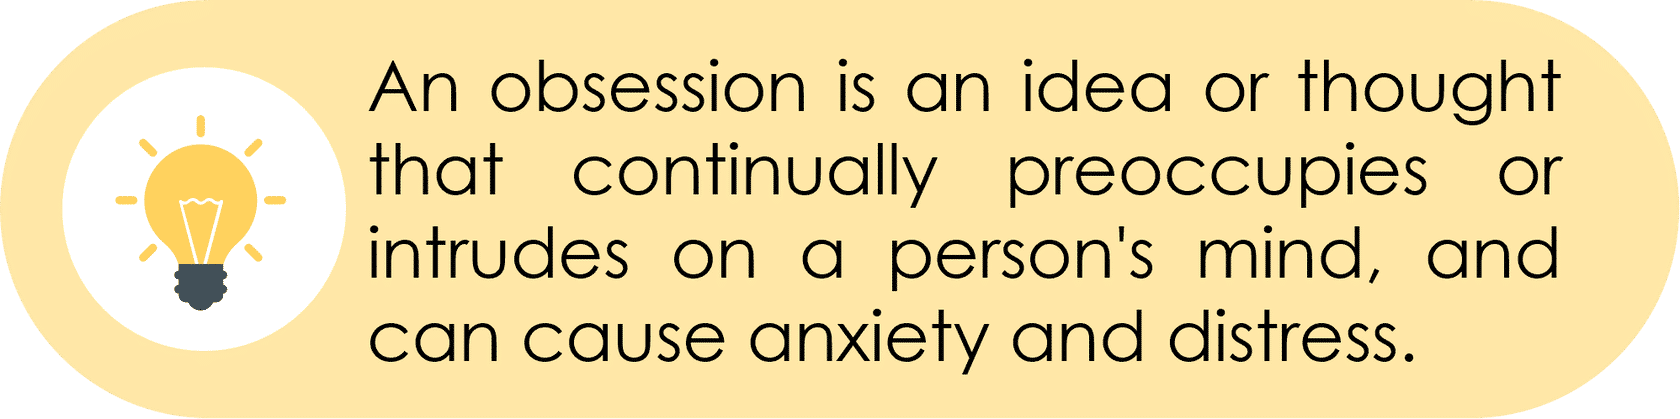 An obsession is an idea or thought
that continually preoccupies or
intrudes on a person's mind, and
can cause anxiety and distress.